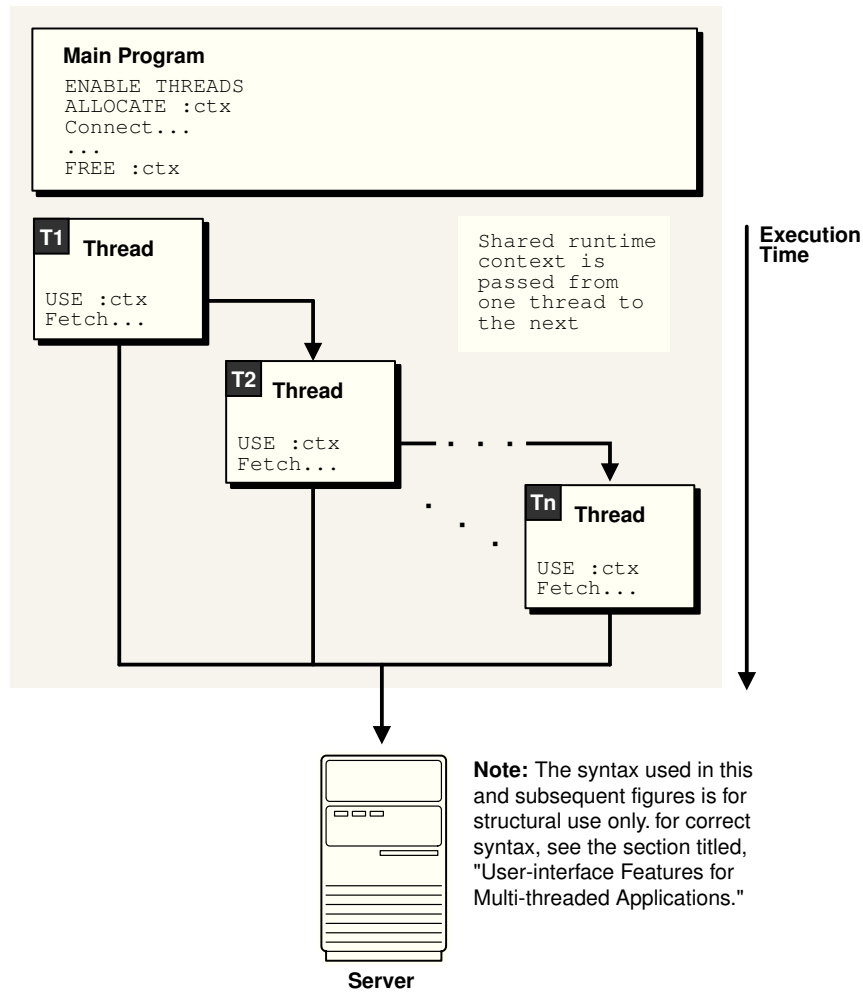 Main Program
ENABLE THREADS
ALLOCATE :ctx
Connect...
...
FREE :ctx
T1
Thread
USE :ctx
Fetch...
Shared runtime
context is
passed from
one thread to
the next
Execution
Time
T2
Thread
USE :ctx
Fetch...
Tn
Thread
USE :ctx
Fetch...
Note: The syntax used in this
and subsequent figures is for
structural use only. for correct
syntax, see the section titled,
"User-interface Features for
Multi-threaded Applications."
Server